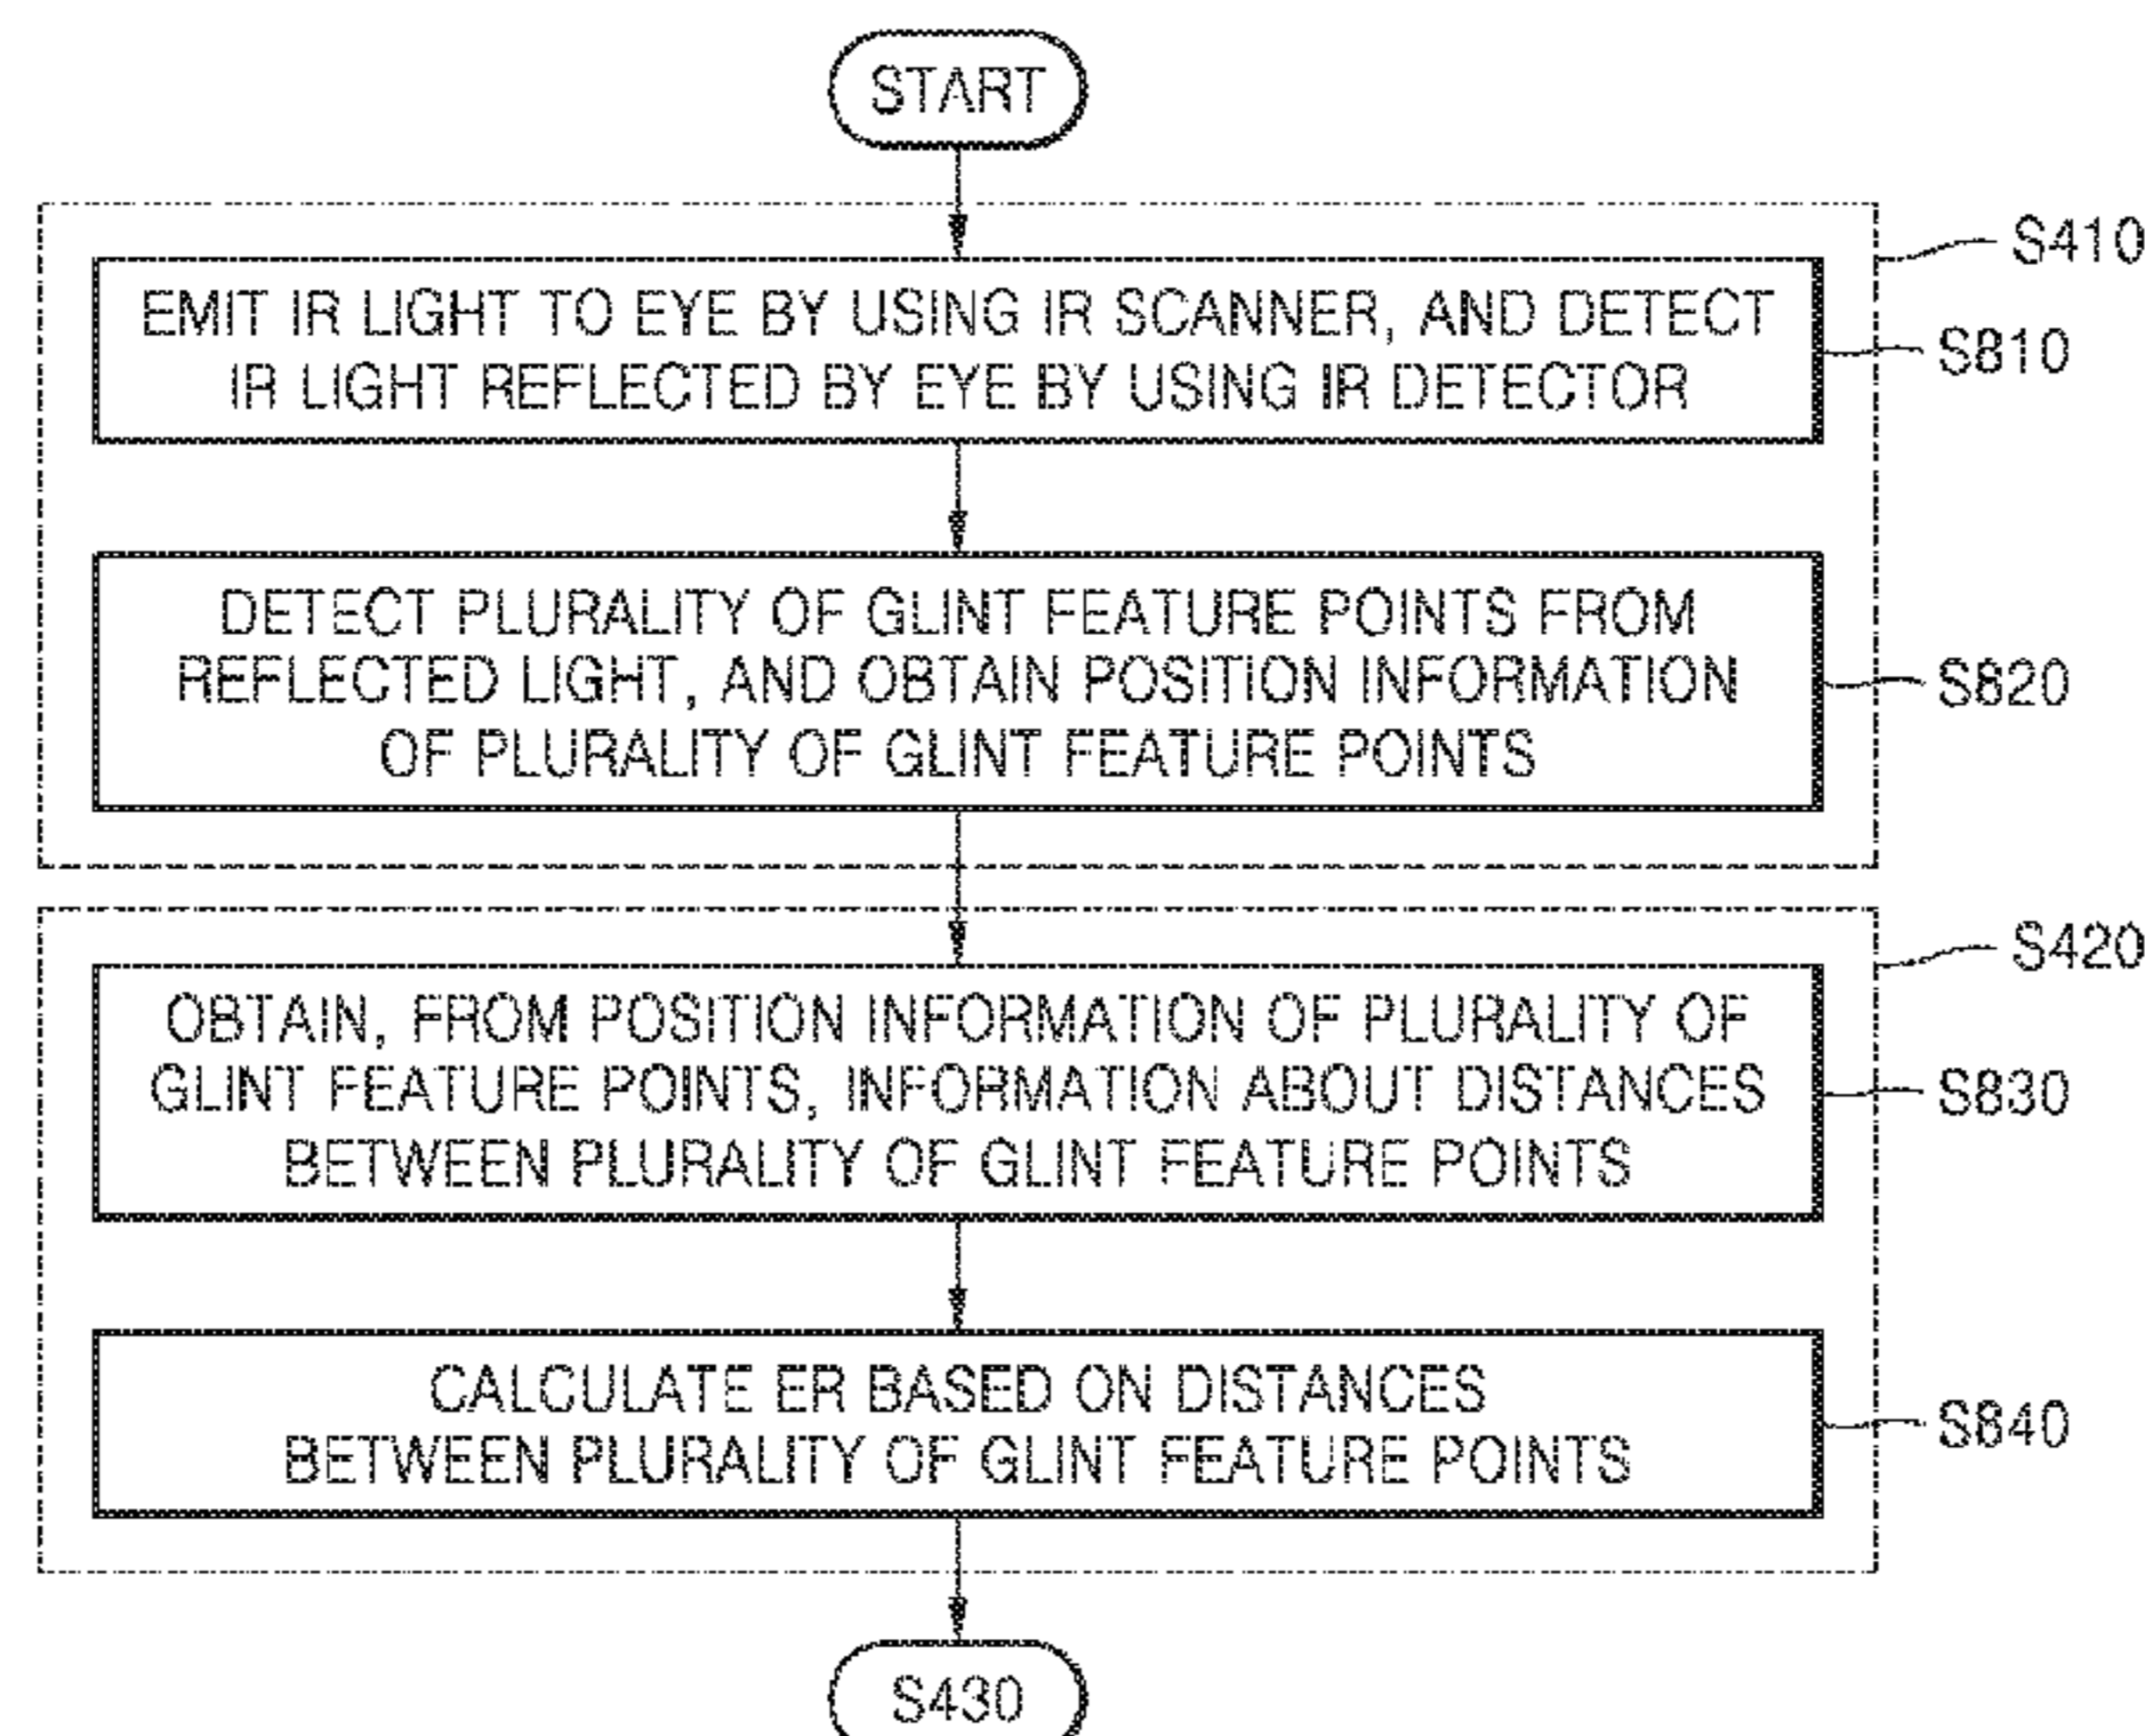 START
S410
EMIT IR LIGHT TO EYE BY USING IR SCANNER, AND DETECT
IR LIGHT REFLECTED BY EYE BY USING IR DETECTOR
S810
DETECT PLURALITY OF GLINT FEATURE POINTS FROM
REFLECTED LIGHT, AND OBTAIN POSITION INFORMATION
OF PLURALITY OF GLINT FEATURE POINTS
S820
S420
OBTAIN, FROM POSITION INFORMATION OF PLURALITY OF
GLINT FEATURE POINTS, INFORMATION ABOUT DISTANCES
BETWEEN PLURALITY OF GLINT FEATURE POINTS
S830
CALCULATE ER BASED ON DISTANCES
BETWEEN PLURALITY OF GLINT FEATURE POINTS
S840
S430